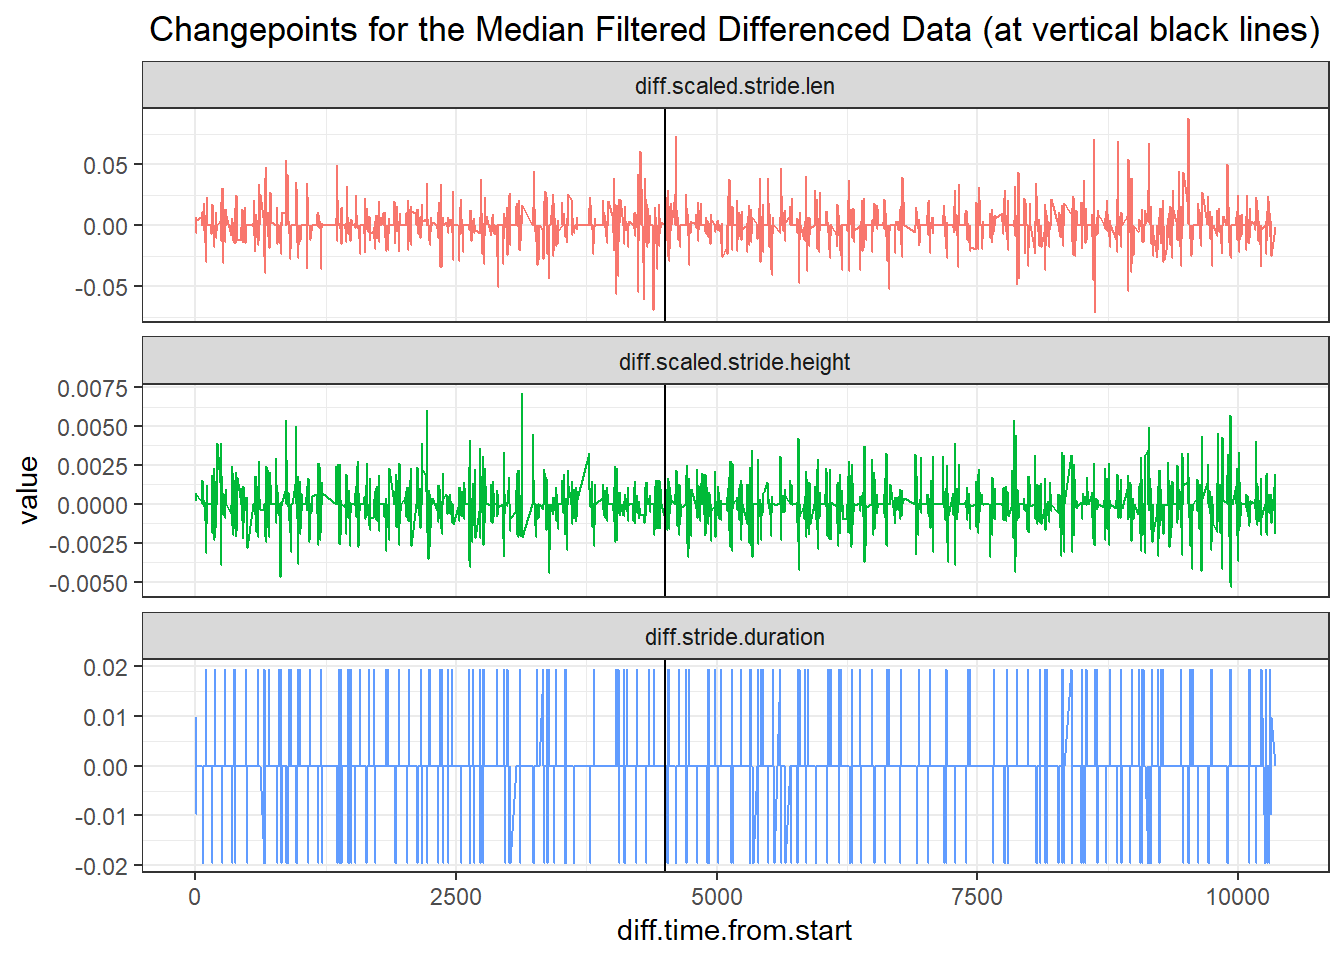 Changepoints for the Median Filtered Differenced Data (at vertical black lines)
diff.scaled.stride.len
0.05
0.00
-0.05
diff.scaled.stride.height
0.0075
0.0050
0.0025
0.0000
-0.0025
-0.0050
value
diff.stride.duration
0.02
0.01
0.00
-0.01
-0.02
0 2500 5000 7500 10000
diff.time.from.start